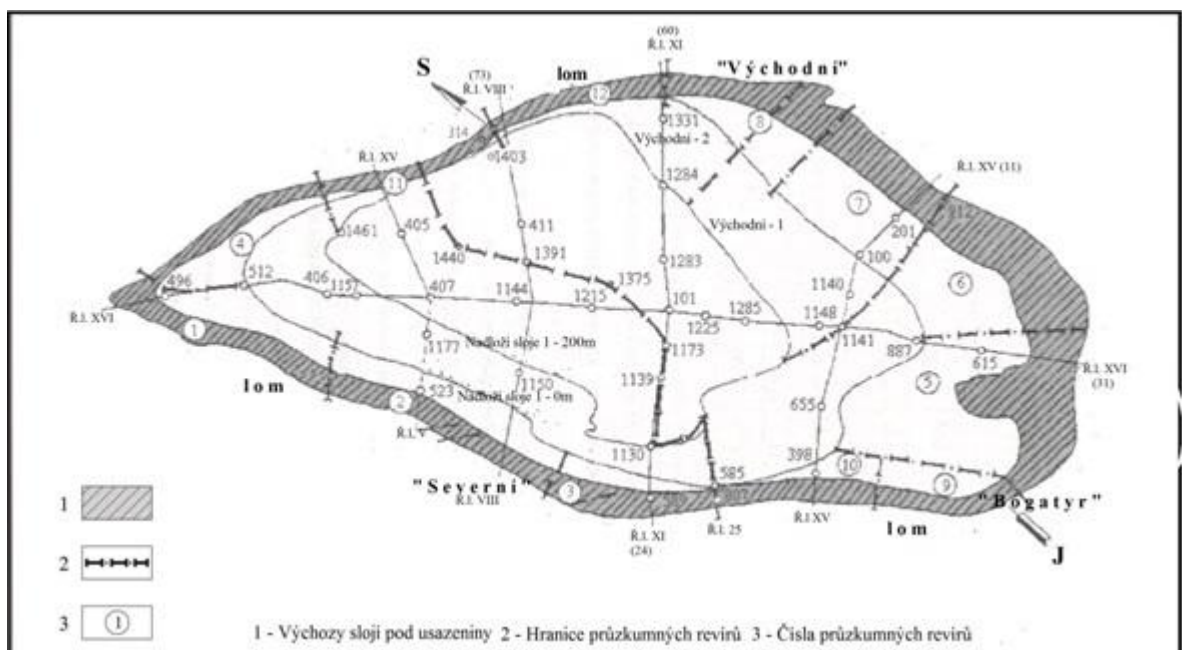 (60)
Ř.l. XI
S
lom
"Východní"
(73)
Ř.l. VIII
12
314
1331
8
1403
Východní - 2
Ř.l. XV
Ř.l. XV (11)
11
1284
7
1461
405
411
201
4
Východní - 1
1440
1391
100
1283
496
512
406
1157
407
1144
1375
1140
6
1215
101
1285
1225
1148
Ř.l. XVI
1
1177
Nadloží sloje 1 - 200m
1173
1141
887
615
Ř.l. XVI
(31)
lom
1150
1139
5
523
Nadloží sloje 1 - 0m
2
655
Ř.l. V
1130
398
10
585
"Severní"
Ř.l. VIII
3
9
"Bogatyr"
Ř.l. XI
(24)
Ř.l. 25
Ř.l XV
lom
J
1
2
3
1
1 - Výchozy slojí pod usazeniny 2 - Hranice průzkumných revírů 3 - Čísla průzkumných revírů